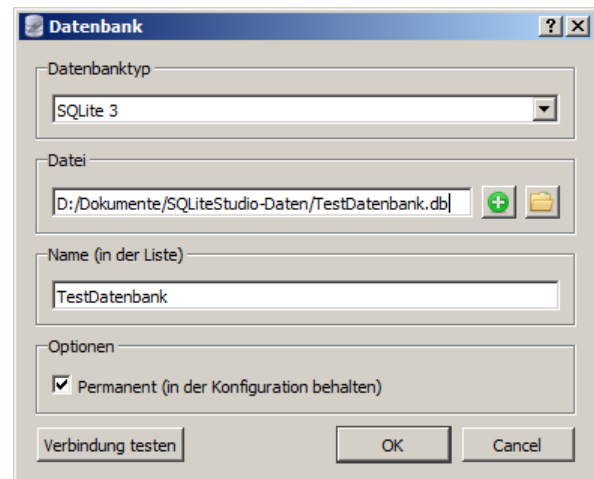 Datenbank
Datenbanktyp
SQLite 3
Datei
D:/Dokumente/SQLiteStudio-Daten/TestDatenbank.db
Name (in der Liste)
TestDatenbank
Optionen
Permanent (in der Konfiguration behalten)
Verbindung testen OK Cancel